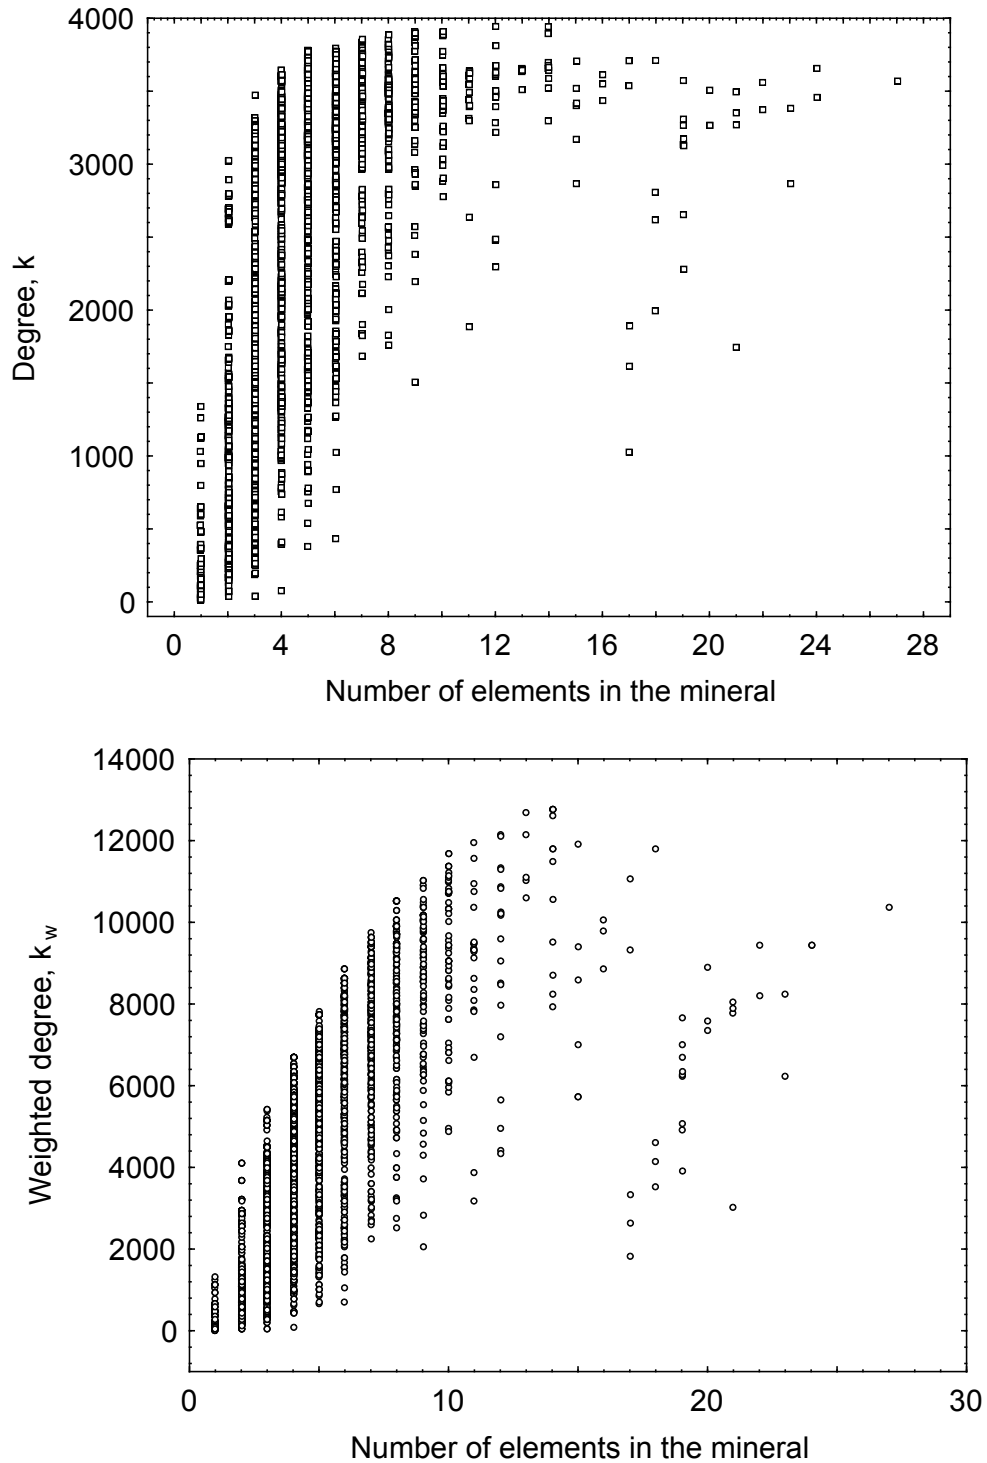 4000
3000
2000
1000
0
Degree, k
0 4 8 12 16 20 24 28
Number of elements in the mineral
14000
12000
10000
8000
6000
4000
2000
0
Weighted degree, k w
0 10 20 30
Number of elements in the mineral